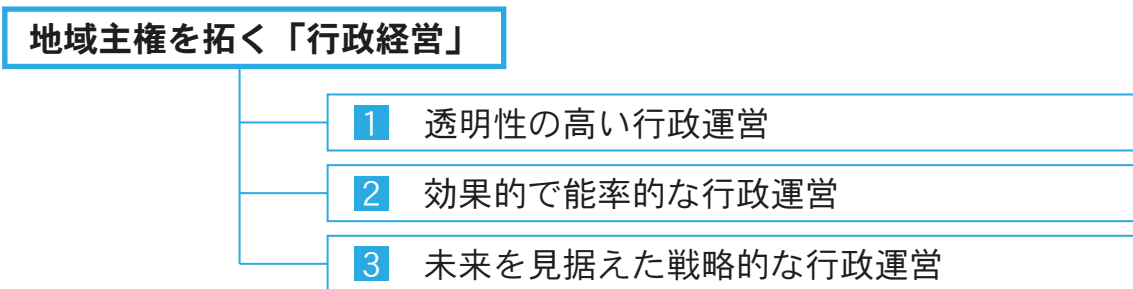 地域主権を拓く「行政経営」
1 透明性の高い行政運営
2 効果的で能率的な行政運営
3 未来を見据えた戦略的な行政運営